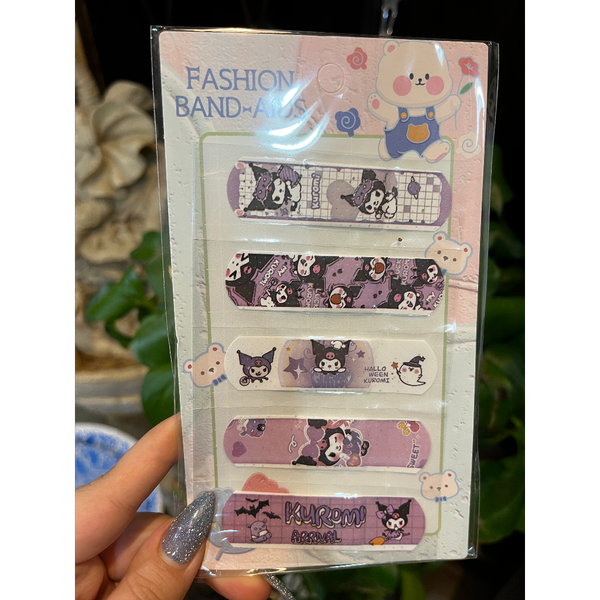 FASHION
BAND-AIDS
KUROMI
HALLO
WEEN
KUROMI
SWEET
KUROMI
ARRIVAL